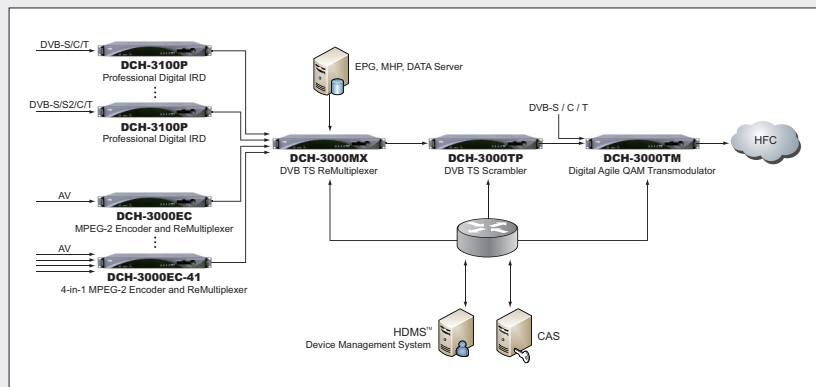 DVB-S/C/T
DCH-3100P
Professional Digital IRD
DVB-S/S2/C/T
DCH-3100P
Professional Digital IRD
EPG, MHP, DATA Server
DVB-S / C / T
DCH-3000MX
DVB TS ReMultiplexer
DCH-3000TP
DVB TS Scrambler
DCH-3000TM
Digital Agile QAM Transmodulator
HFC
AV
DCH-3000EC
MPEG-2 Encoder and ReMultiplexer
AV
DCH-3000EC-41
4-in-1 MPEG-2 Encoder and ReMultiplexer
HDMS™
Device Management System
CAS